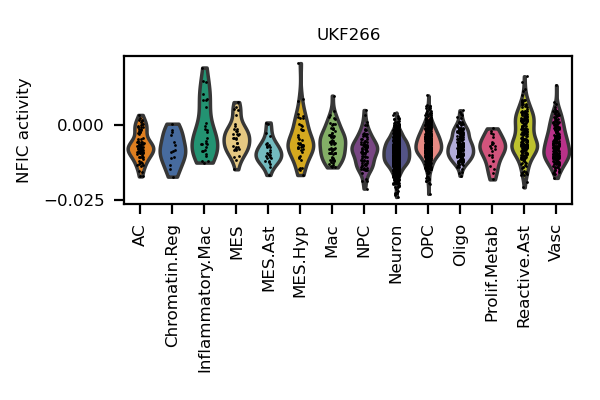 UKF266
NFIC activity
0.000
−0.025
AC
Chromatin.Reg
Inflammatory.Mac
MES
MES.Ast
MES.Hyp
Mac
NPC
Neuron
OPC
Oligo
Prolif.Metab
Reactive.Ast
Vasc